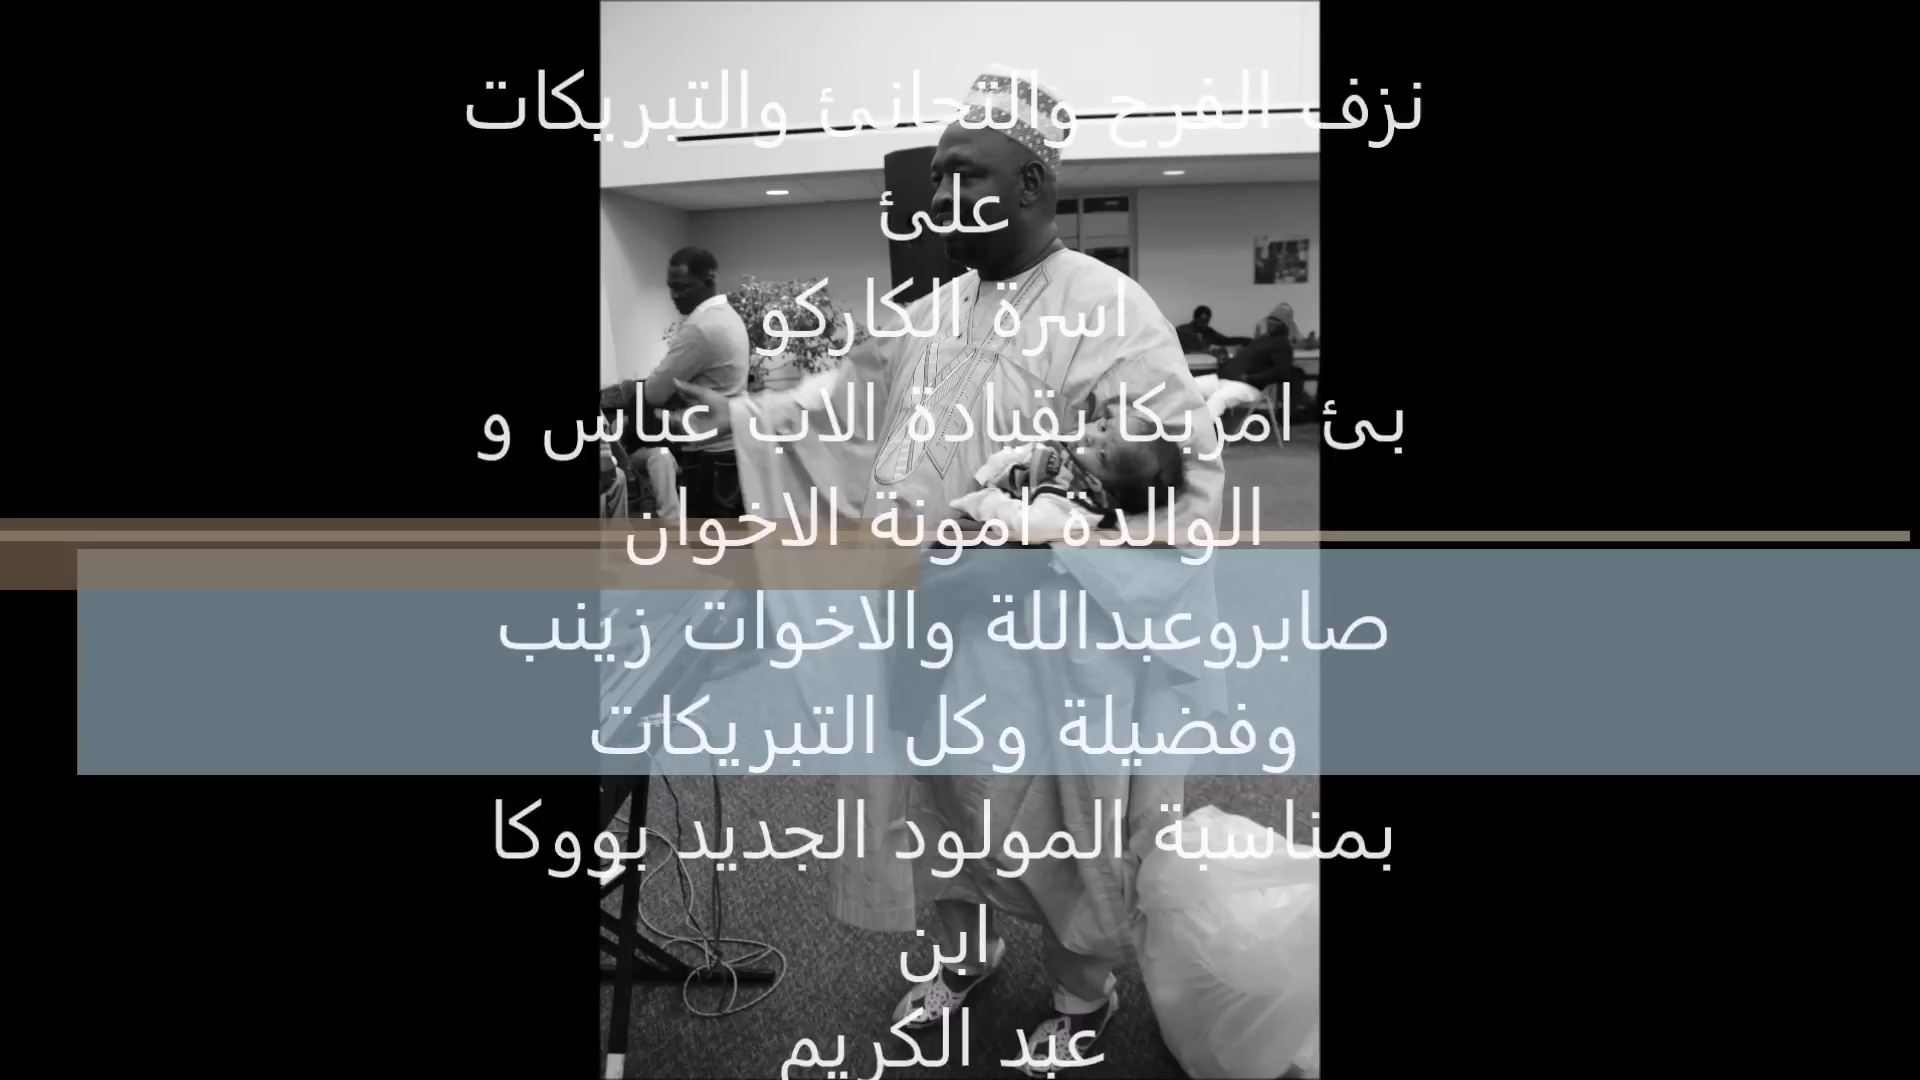 نزف الفرح والتحانئ والتبريكات
علئ
اسرة الكاركو
بئ امريكا بقيادة الاب عباس و
الوالدة امونة الاخوان
صابروعبداللة والاخوات زينب
وفضيلة وكل التبريكات
بمناسبة المولود الجديد بووكا
ابن
عبد الكريم